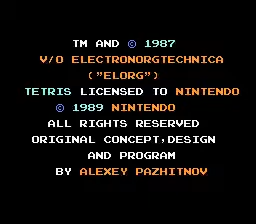 TM AND © 1987
V/O ELECTRONORGTECHNICA
("ELORG")
TETRIS LICENSED TO NINTENDO
© 1989 NINTENDO
ALL RIGHTS RESERVED
ORIGINAL CONCEPT,DESIGN
AND PROGRAM
BY ALEXEY PAZHITNOV